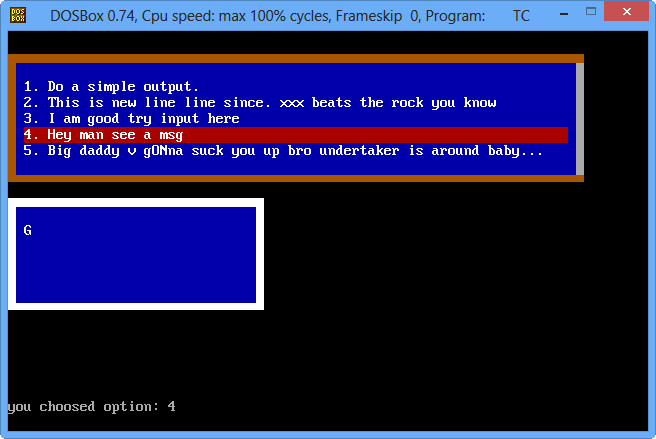 DOS BOX
DOSBox 0.74, Cpu speed: max 100% cycles, Frameskip 0, Program: TC
1. Do a simple output.
2. This is new line line since. xxx beats the rock you know
3. I am good try input here
4. Hey man see a msg
5. Big daddy v gONna suck you up bro undertaker is around baby...
G
you choosed option: 4